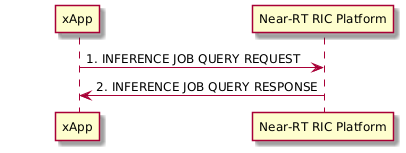 xApp Near-RT RIC Platform
1. INFERENCE JOB QUERY REQUEST
2. INFERENCE JOB QUERY RESPONSE
xApp Near-RT RIC Platform